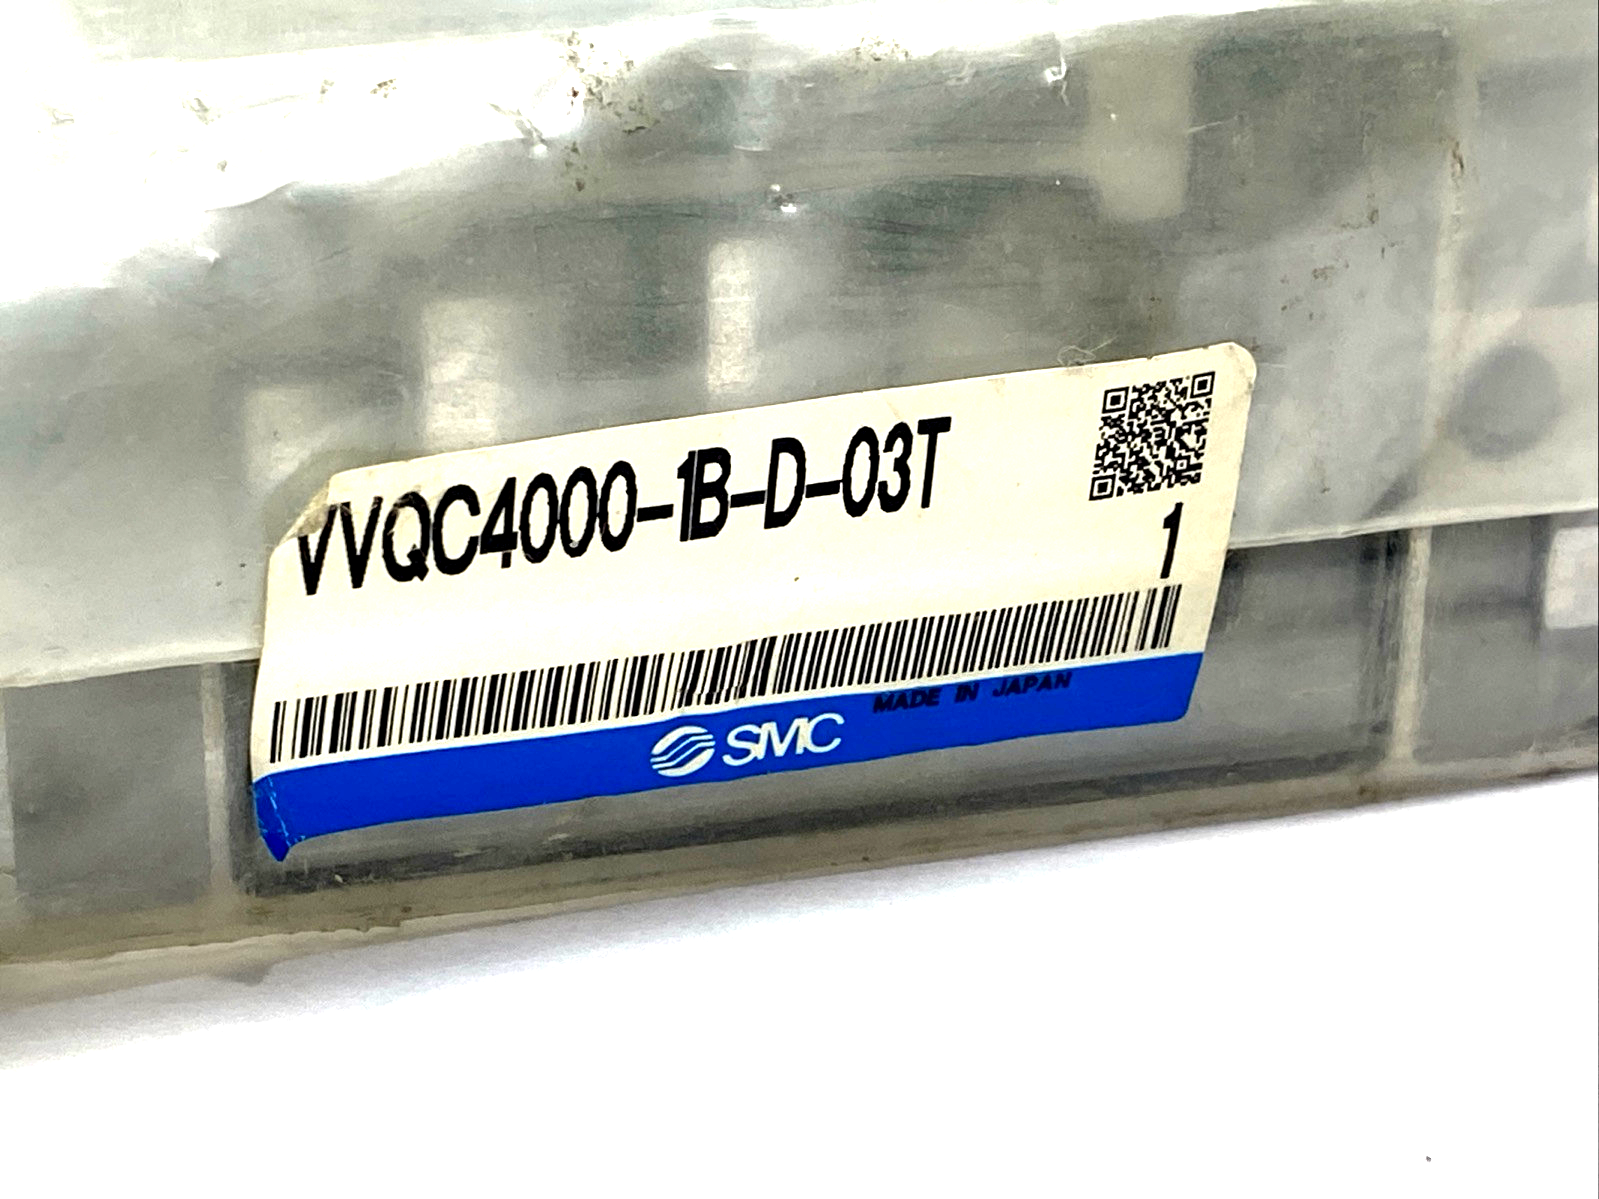 VVQC4000-1B-D-03T
1
SMC
MADE IN JAPAN